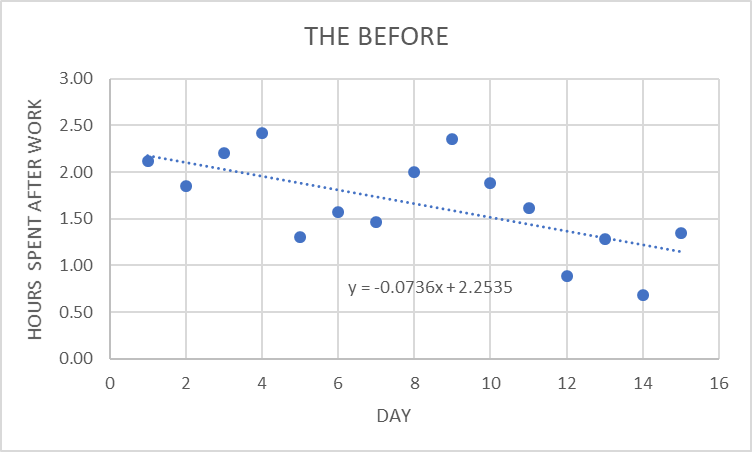 THE BEFORE
HOURS SPENT AFTER WORK
3.00
2.50
2.00
1.50
1.00
0.50
0.00
y = -0.0736x + 2.2535
0 2 4 6 8 10 12 14 16
DAY